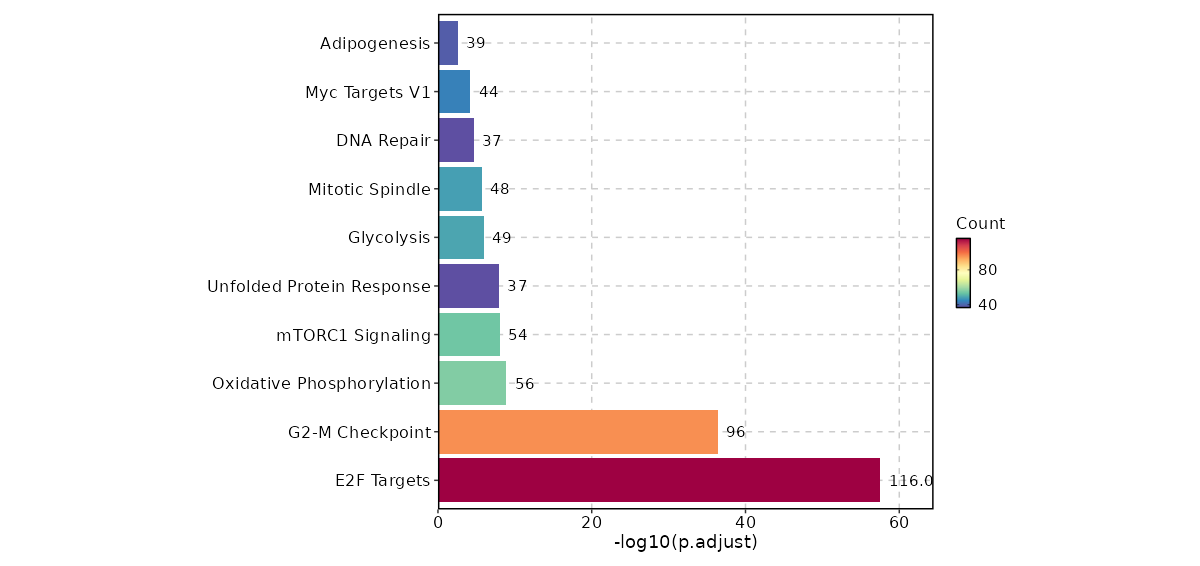 Adipogenesis 39
Myc Targets V1 44
DNA Repair 37
Mitotic Spindle 48
Glycolysis 49
Unfolded Protein Response 37
mTORC1 Signaling 54
Oxidative Phosphorylation 56
G2-M Checkpoint 96
E2F Targets 116.0
0 20 40 60
-log10(p.adjust)
Count
80
40